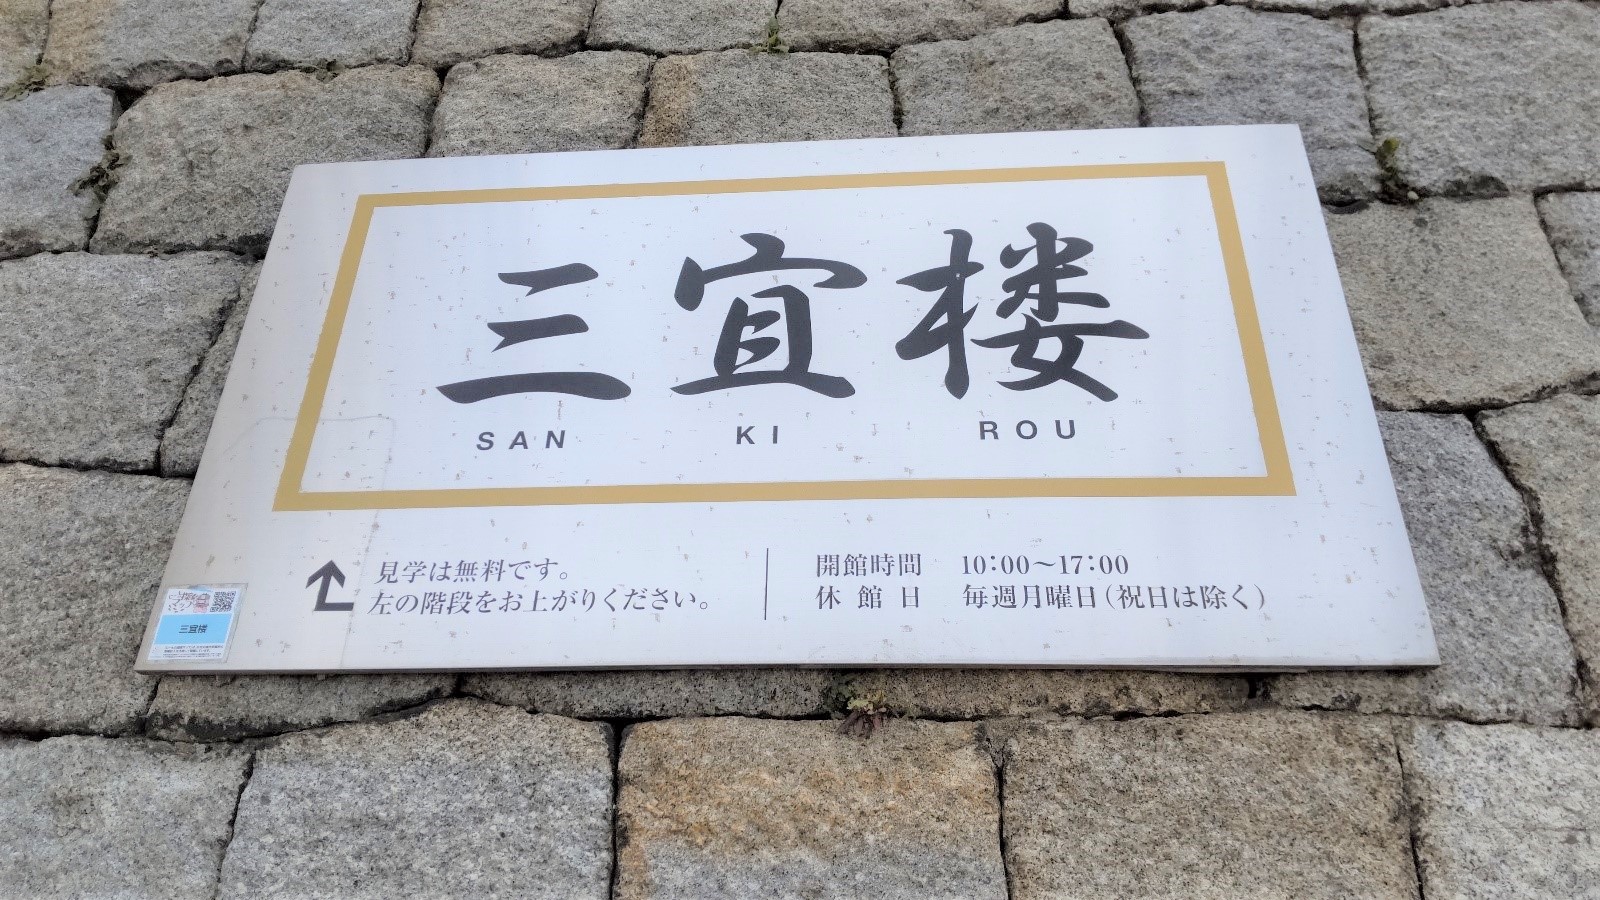 三宜楼
SAN KI ROU
見学は無料です。
左の階段をお上がりください。
開館時間 10:00～17:00
休館日 毎週月曜日(祝日は除く)
三宜楼